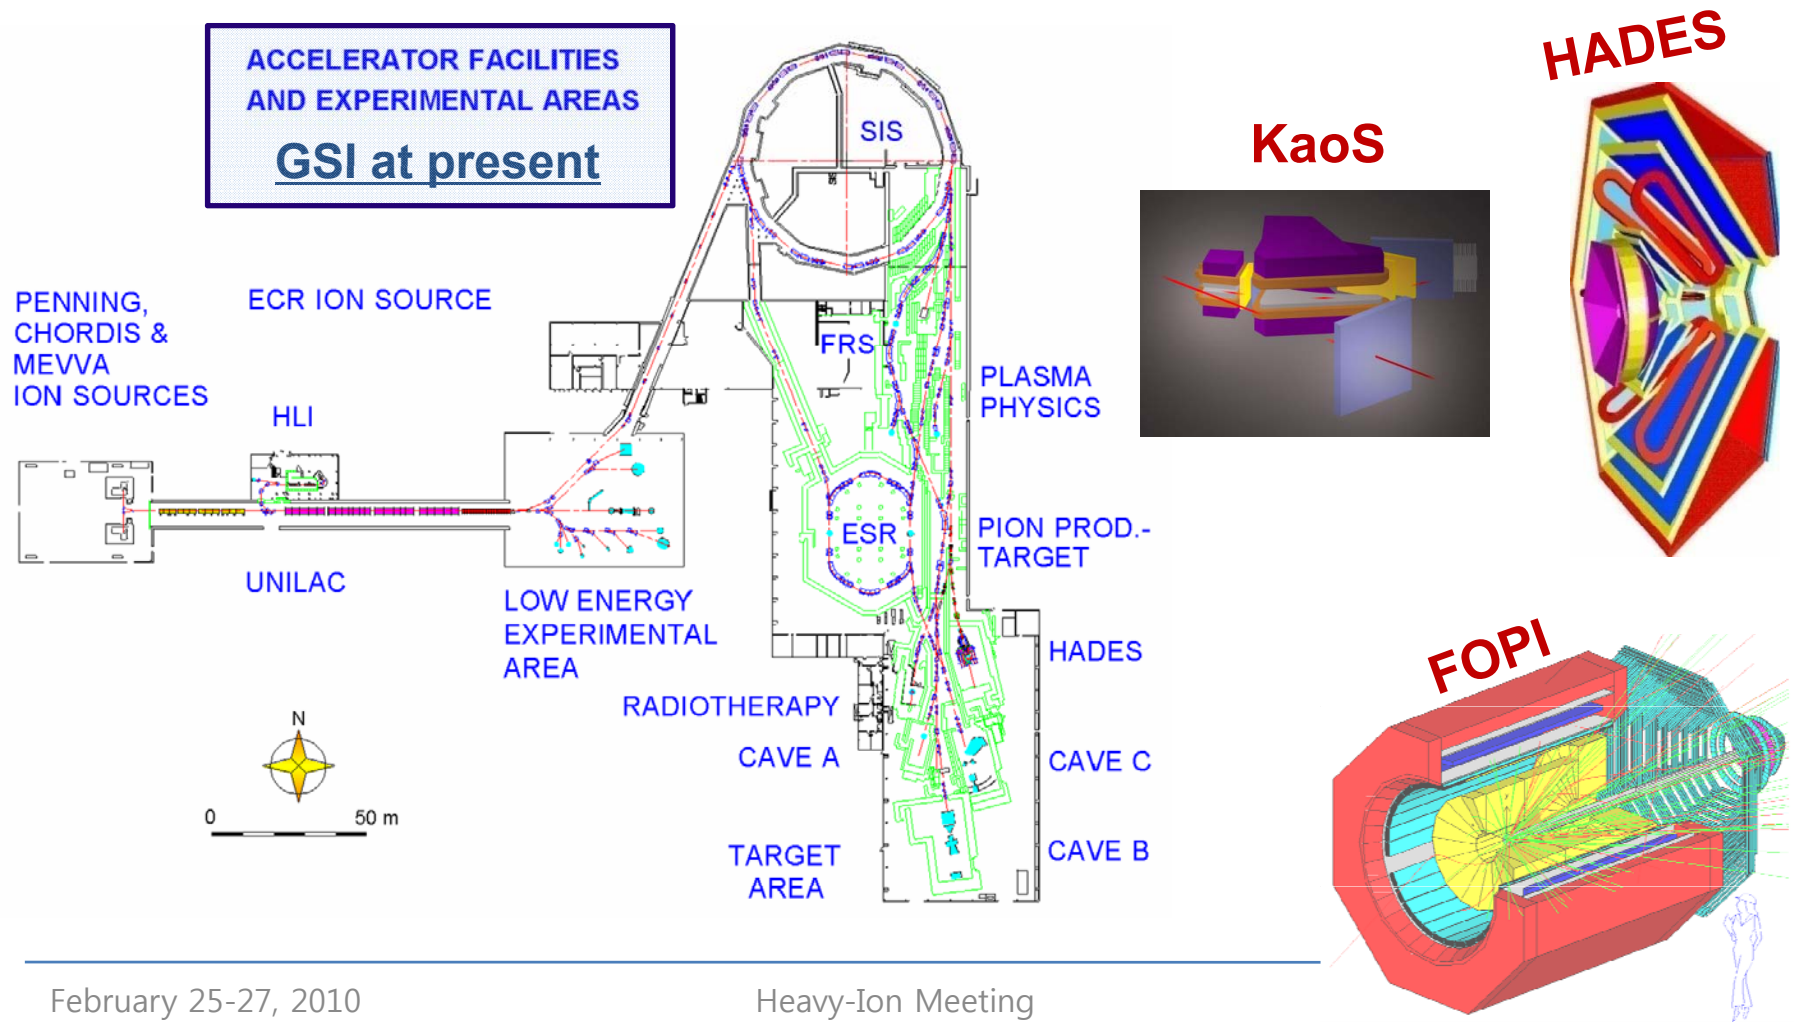 ACCELERATOR FACILITIES
AND EXPERIMENTAL AREAS
GSI at present
HADES
KaoS
SIS
PENNING,
CHORDIS &
MEVVA
ION SOURCES
ECR ION SOURCE
FRS
PLASMA
PHYSICS
HLI
ESR
PION PROD.-
TARGET
UNILAC
LOW ENERGY
EXPERIMENTAL
AREA
HADES
RADIOTHERAPY
CAVE A
CAVE C
TARGET
AREA
CAVE B
N
0 50 m
FOPI
February 25-27, 2010
Heavy-Ion Meeting